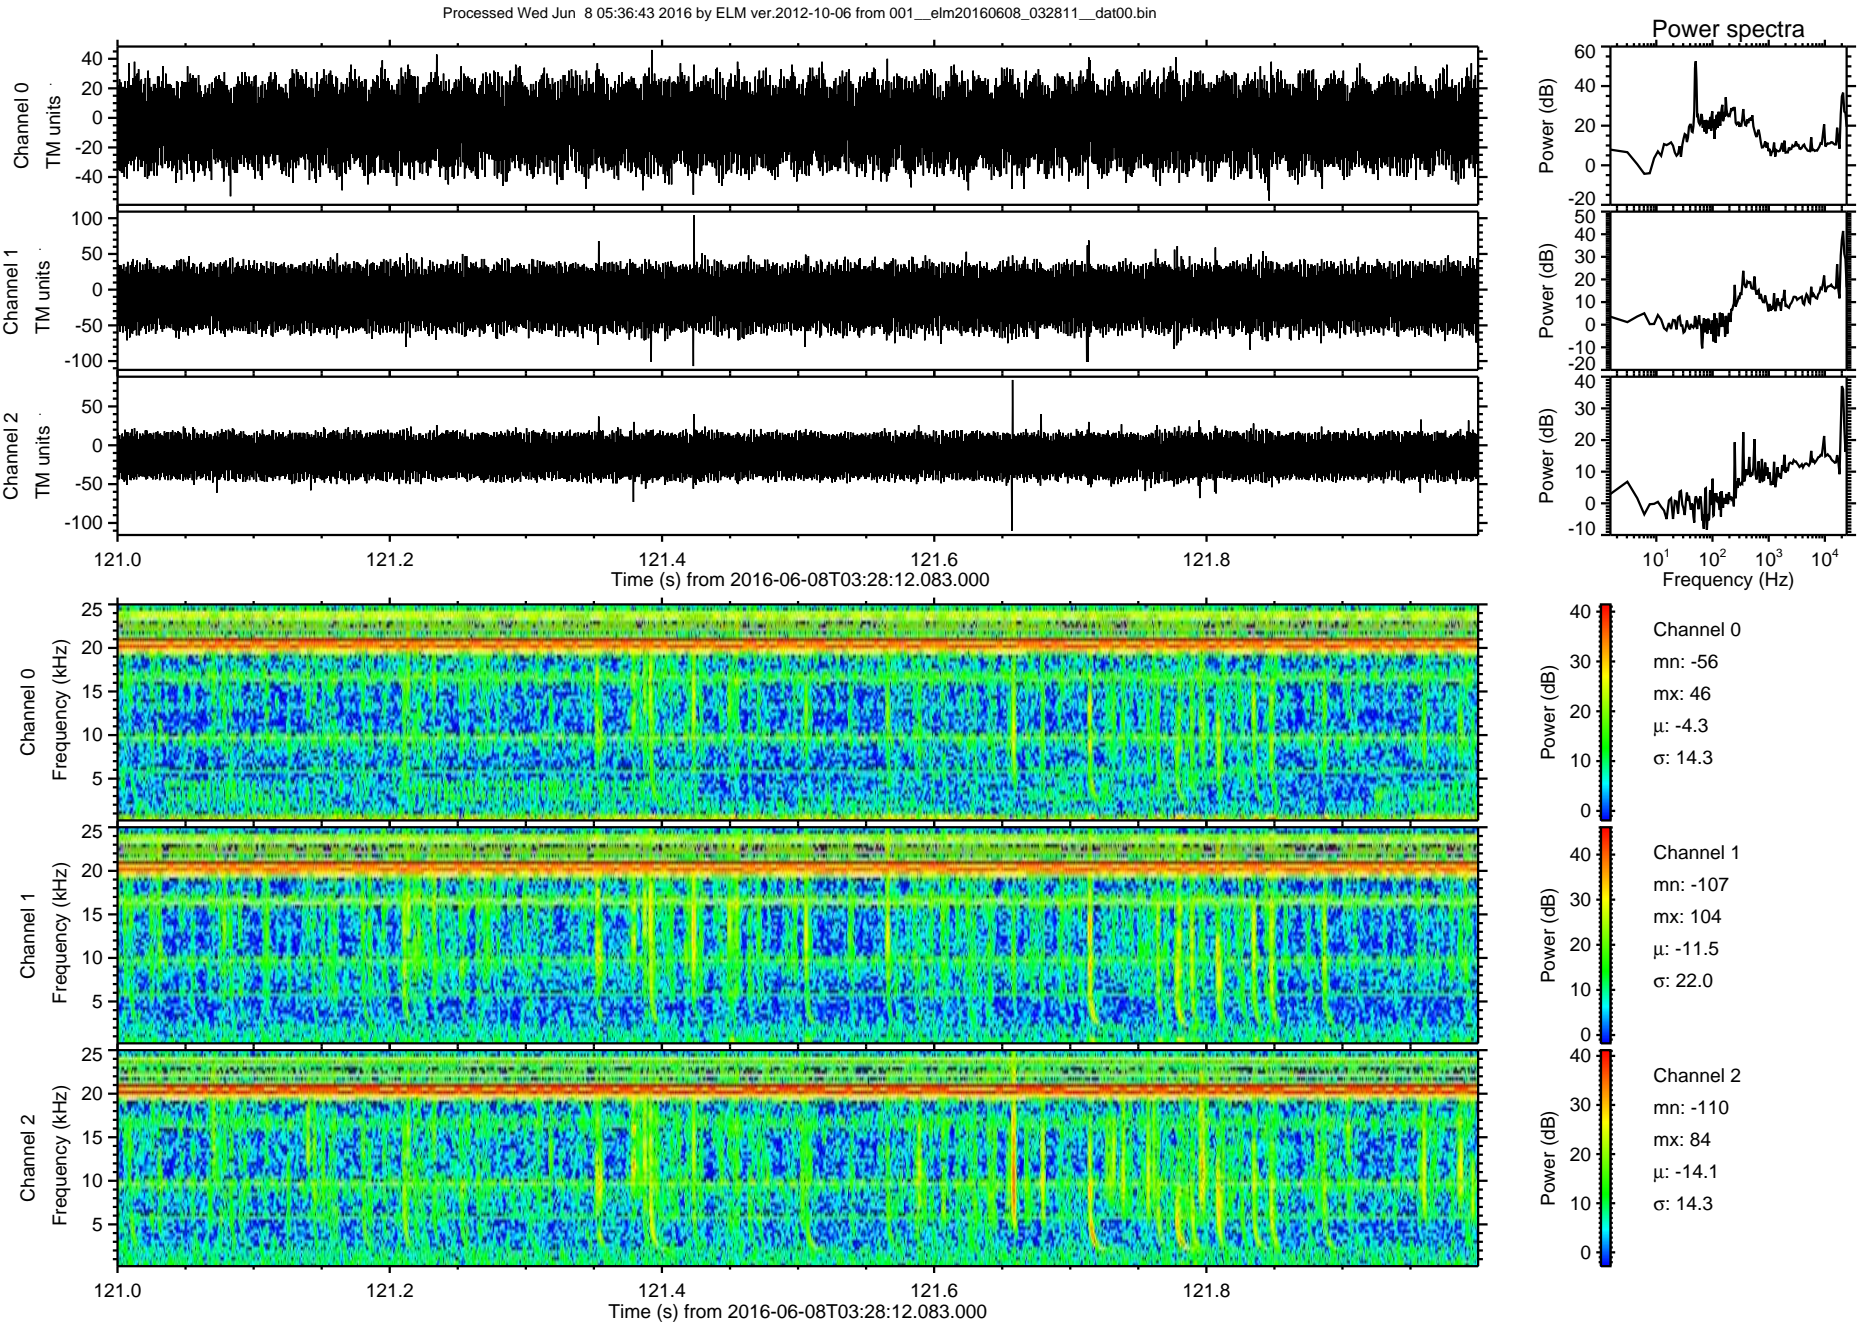 Processed Wed Jun  8 05:36:43 2016 by ELM ver.2012-10-06 from 001__elm20160608_032811__dat00.bin
Power spectra
Channel 0
TM units
40
20
0
-20
-40
Power (dB)
60
40
20
0
-20
Channel 1
TM units
100
50
0
-50
-100
Power (dB)
50
40
30
20
10
0
-10
-20
Channel 2
TM units
50
0
-50
-100
Power (dB)
40
30
20
10
0
-10
121.0 121.2 121.4 121.6 121.8
Time (s) from 2016-06-08T03:28:12.083.000
10^1 10^2 10^3 10^4
Frequency (Hz)
Channel 0
Frequency (kHz)
25
20
15
10
5
Power (dB)
40
30
20
10
0
Channel 0
mn: -56
mx: 46
μ: -4.3
σ: 14.3
Channel 1
Frequency (kHz)
25
20
15
10
5
Power (dB)
40
30
20
10
0
Channel 1
mn: -107
mx: 104
μ: -11.5
σ: 22.0
Channel 2
Frequency (kHz)
25
20
15
10
5
Power (dB)
40
30
20
10
0
Channel 2
mn: -110
mx: 84
μ: -14.1
σ: 14.3
121.0 121.2 121.4 121.6 121.8
Time (s) from 2016-06-08T03:28:12.083.000